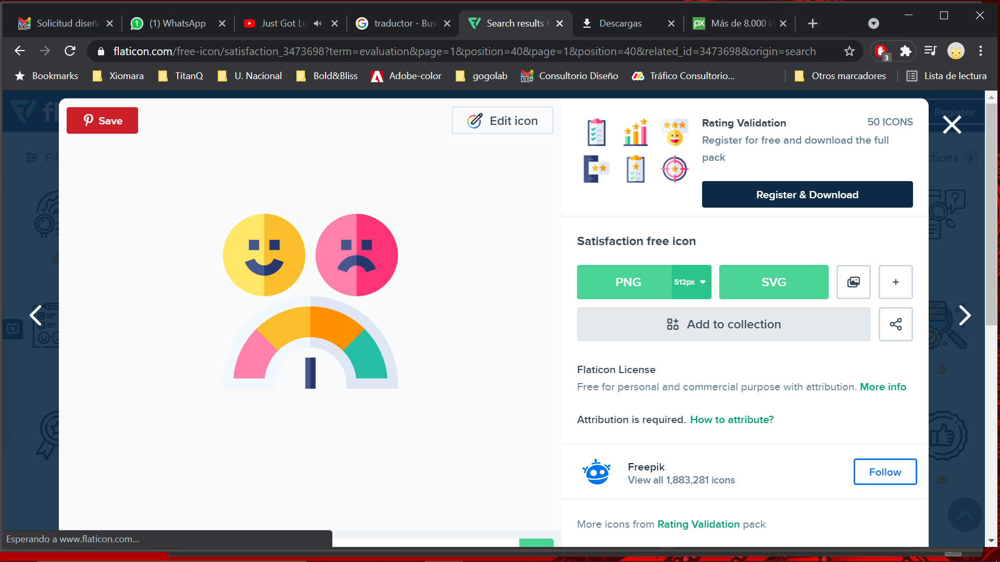 Solicitud diseñ
(1) WhatsApp
Just Got Lu
traductor - Bus
Search results f
Descargas
Más de 8.000 i
flaticon.com/free-icon/satisfaction_3473698?term=evaluation&page=1&position=40&page=1&position=40&related_id=3473698&origin=search
3
Bookmarks
Xiomara
TitanQ
U. Nacional
Bold&Bliss
Adobe-color
gogolab
100+
Consultorio Diseño
Tráfico Consultorio...
Otros marcadores
Lista de lectura
Register
Save
Edit icon
Rating Validation
50 ICONS
Register for free and download the full
pack
Register & Download
Fil
ctions 2
Satisfaction free icon
PNG
512px
SVG
+
Add to collection
Flaticon License
Free for personal and commercial purpose with attribution. More info
Attribution is required. How to attribute?
Freepik
View all 1,883,281 icons
Follow
More icons from Rating Validation pack
Esperando a www.flaticon.com...